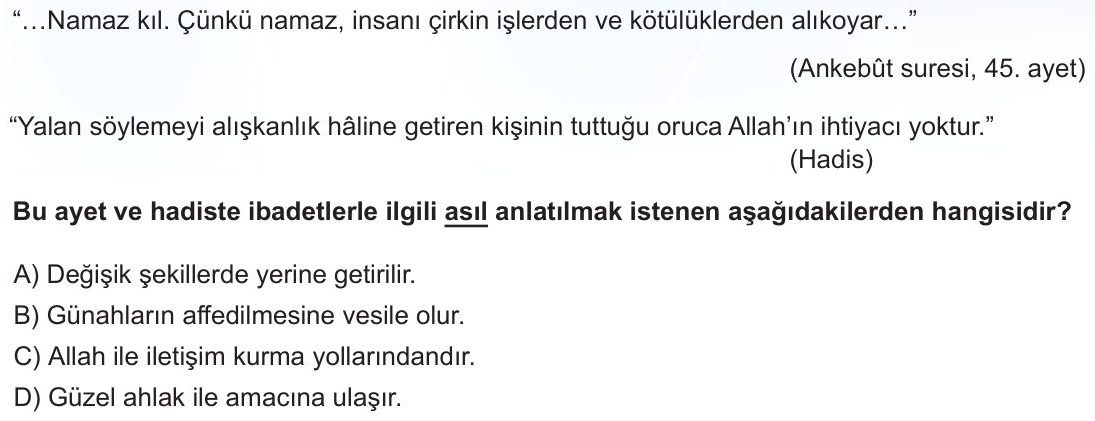 “…Namaz kıl. Çünkü namaz, insanı çirkin işlerden ve kötülüklerden alıkoyar…”
(Ankebût suresi, 45. ayet)
“Yalan söylemeyi alışkanlık hâline getiren kişinin tuttuğu oruca Allah’ın ihtiyacı yoktur.”
(Hadis)
Bu ayet ve hadiste ibadetlerle ilgili asıl anlatılmak istenen aşağıdakilerden hangisidir?
A) Değişik şekillerde yerine getirilir.
B) Günahların affedilmesine vesile olur.
C) Allah ile iletişim kurma yollarındandır.
D) Güzel ahlak ile amacına ulaşır.